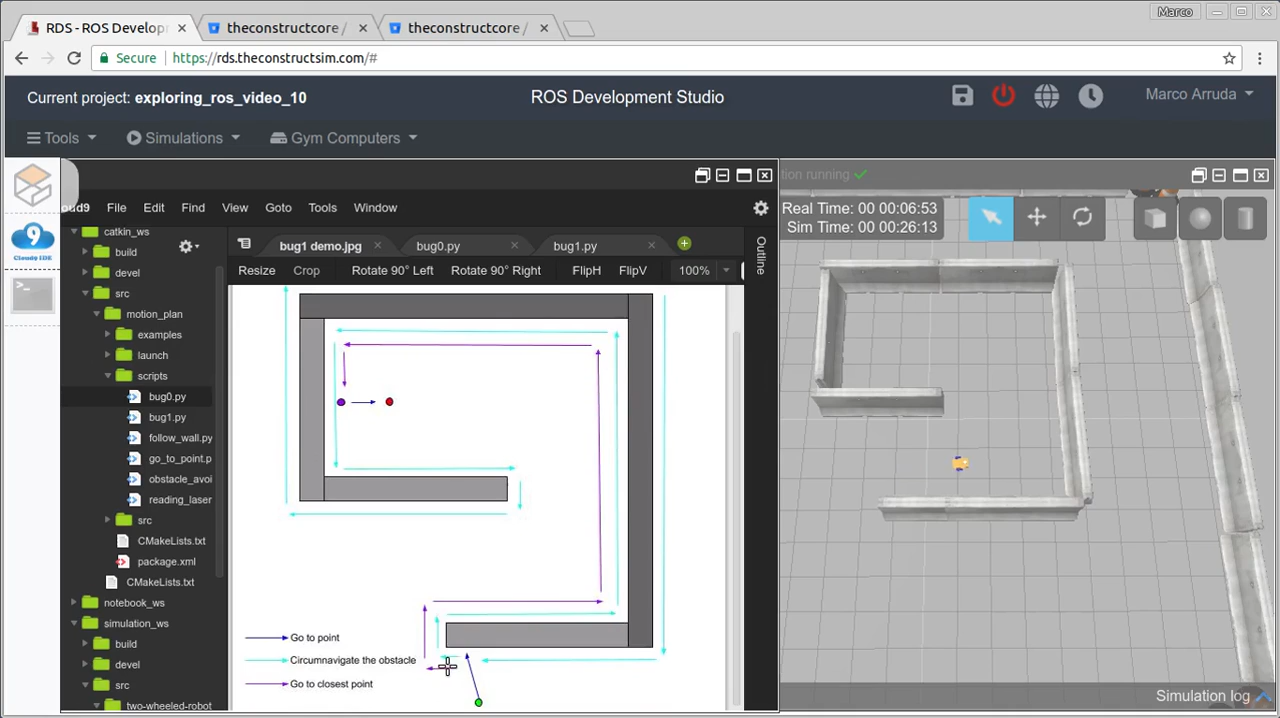 Marco
RDS - ROS Develop
theconstructcore /
theconstructcore /
Secure https://rds.theconstructsim.com/#
Current project: exploring_ros_video_10
ROS Development Studio
Marco Arruda
Tools
Simulations
Gym Computers
tion running
oud9 File Edit Find View Goto Tools Window
catkin_ws
build
devel
src
motion_plan
examples
launch
scripts
bug0.py
bug1.py
follow_wall.py
go_to_point.p
obstacle_avoi
reading_laser
src
CMakeLists.txt
package.xml
CMakeLists.txt
notebook_ws
simulation_ws
build
devel
src
two-wheeled-robot
Cloud9 IDE
bug1 demo.jpg
bug0.py
bug1.py
Outline
Resize Crop Rotate 90° Left Rotate 90° Right FlipH FlipV 100%
Go to point
Circumnavigate the obstacle
Go to closest point
Real Time: 00 00:06:53
Sim Time: 00 00:26:13
Simulation log